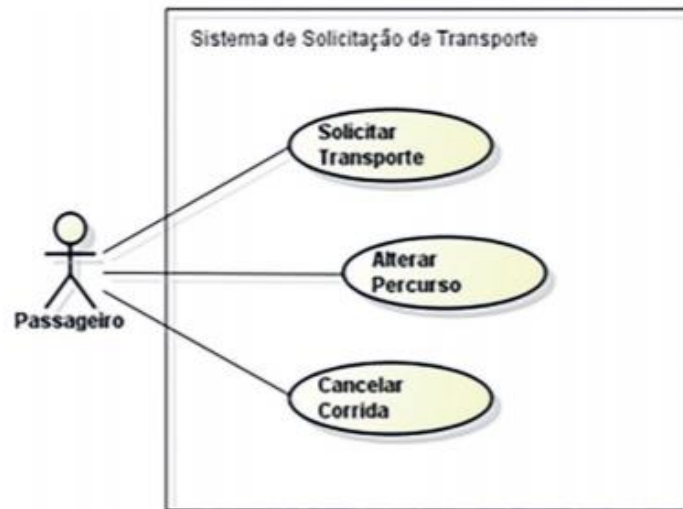 Sistema de Solicitação de Transporte
Solicitar
Transporte
Alterar
Percurso
Passageiro
Cancelar
Corrida